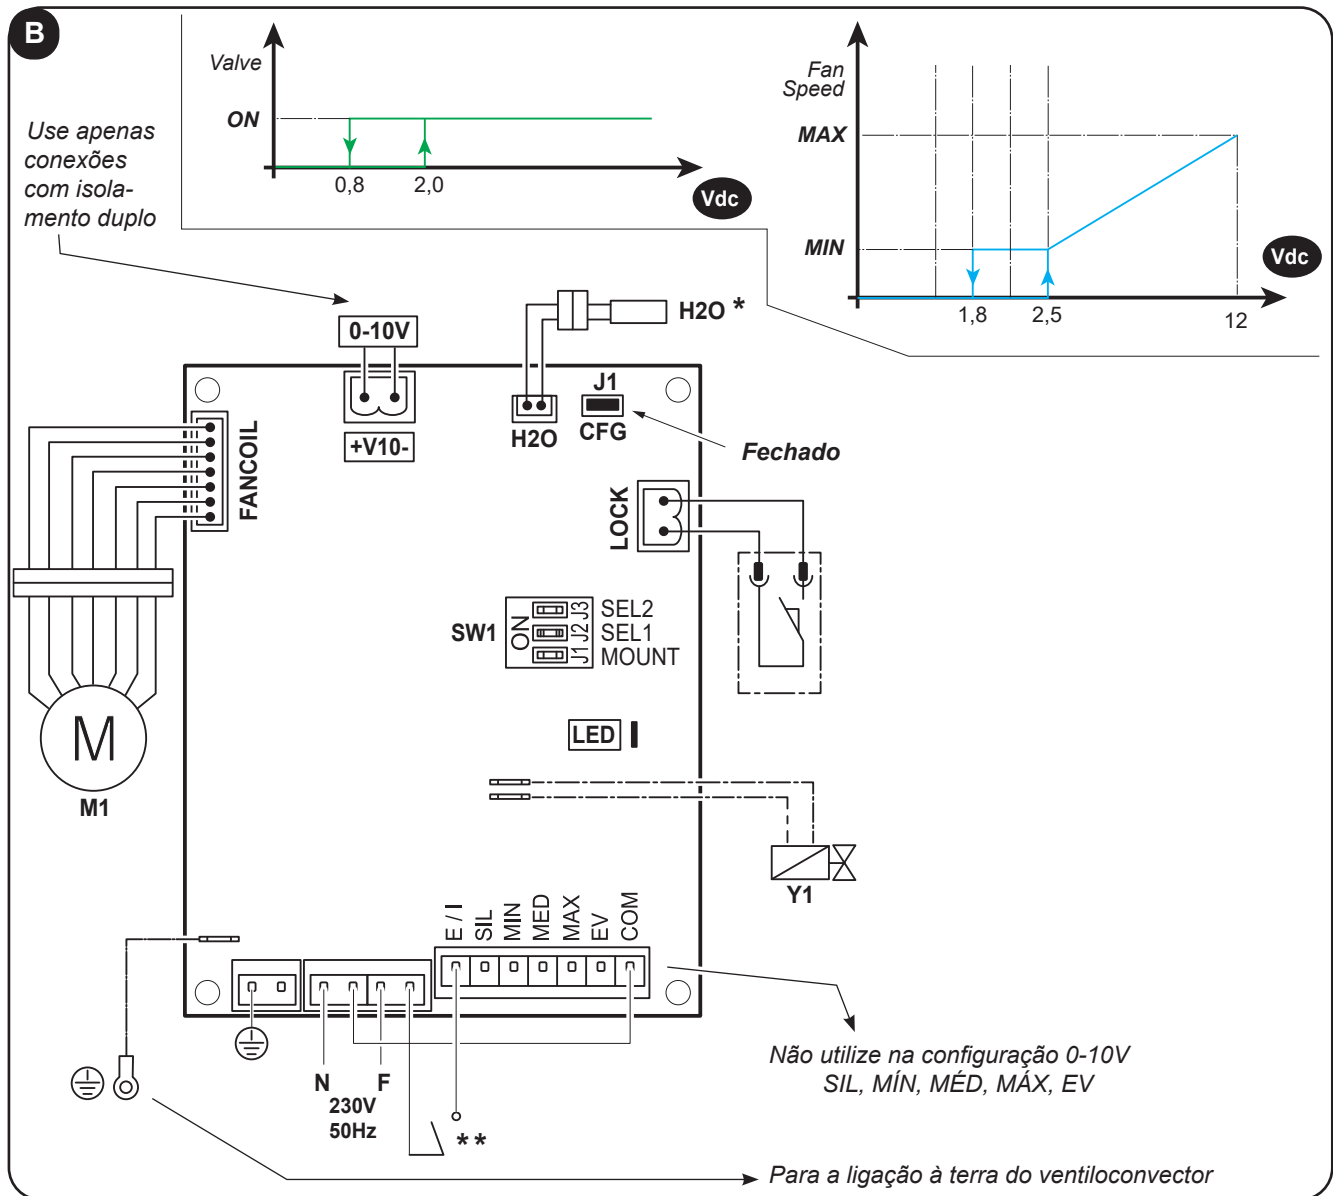 B
Valve
ON
0,8
2,0
Vdc
Fan
Speed
MAX
MIN
1,8
2,5
12
Vdc
Use apenas
conexões
com isola-
mento duplo
0-10V
+V10-
H2O *
H2O
J1
CFG
Fechado
FANCOIL
LOCK
SW1
ON
J3 SEL2
J2 SEL1
J1 MOUNT
LED
M
M1
Y1
E / I
SIL
MIN
MED
MAX
EV
COM
N
F
230V
50Hz
**
Não utilize na configuração 0-10V
SIL, MÍN, MÉD, MÁX, EV
Para a ligação à terra do ventiloconvector